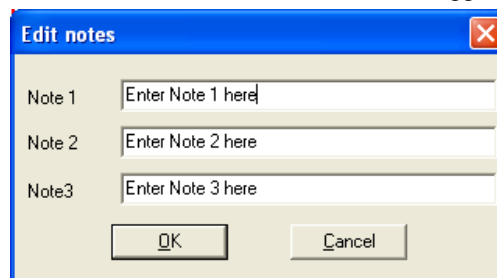 Edit notes
Note 1 Enter Note 1 here
Note 2 Enter Note 2 here
Note3 Enter Note 3 here
OK Cancel